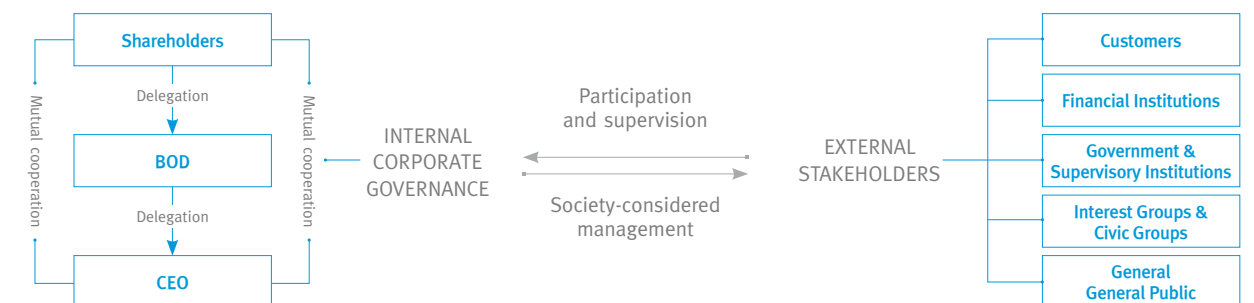 Shareholders
Delegation
BOD
Delegation
CEO
Mutual cooperation
Mutual cooperation
INTERNAL
CORPORATE
GOVERNANCE
Participation
and supervision
Society-considered
management
EXTERNAL
STAKEHOLDERS
Customers
Financial Institutions
Government &
Supervisory Institutions
Interest Groups &
Civic Groups
General
General Public